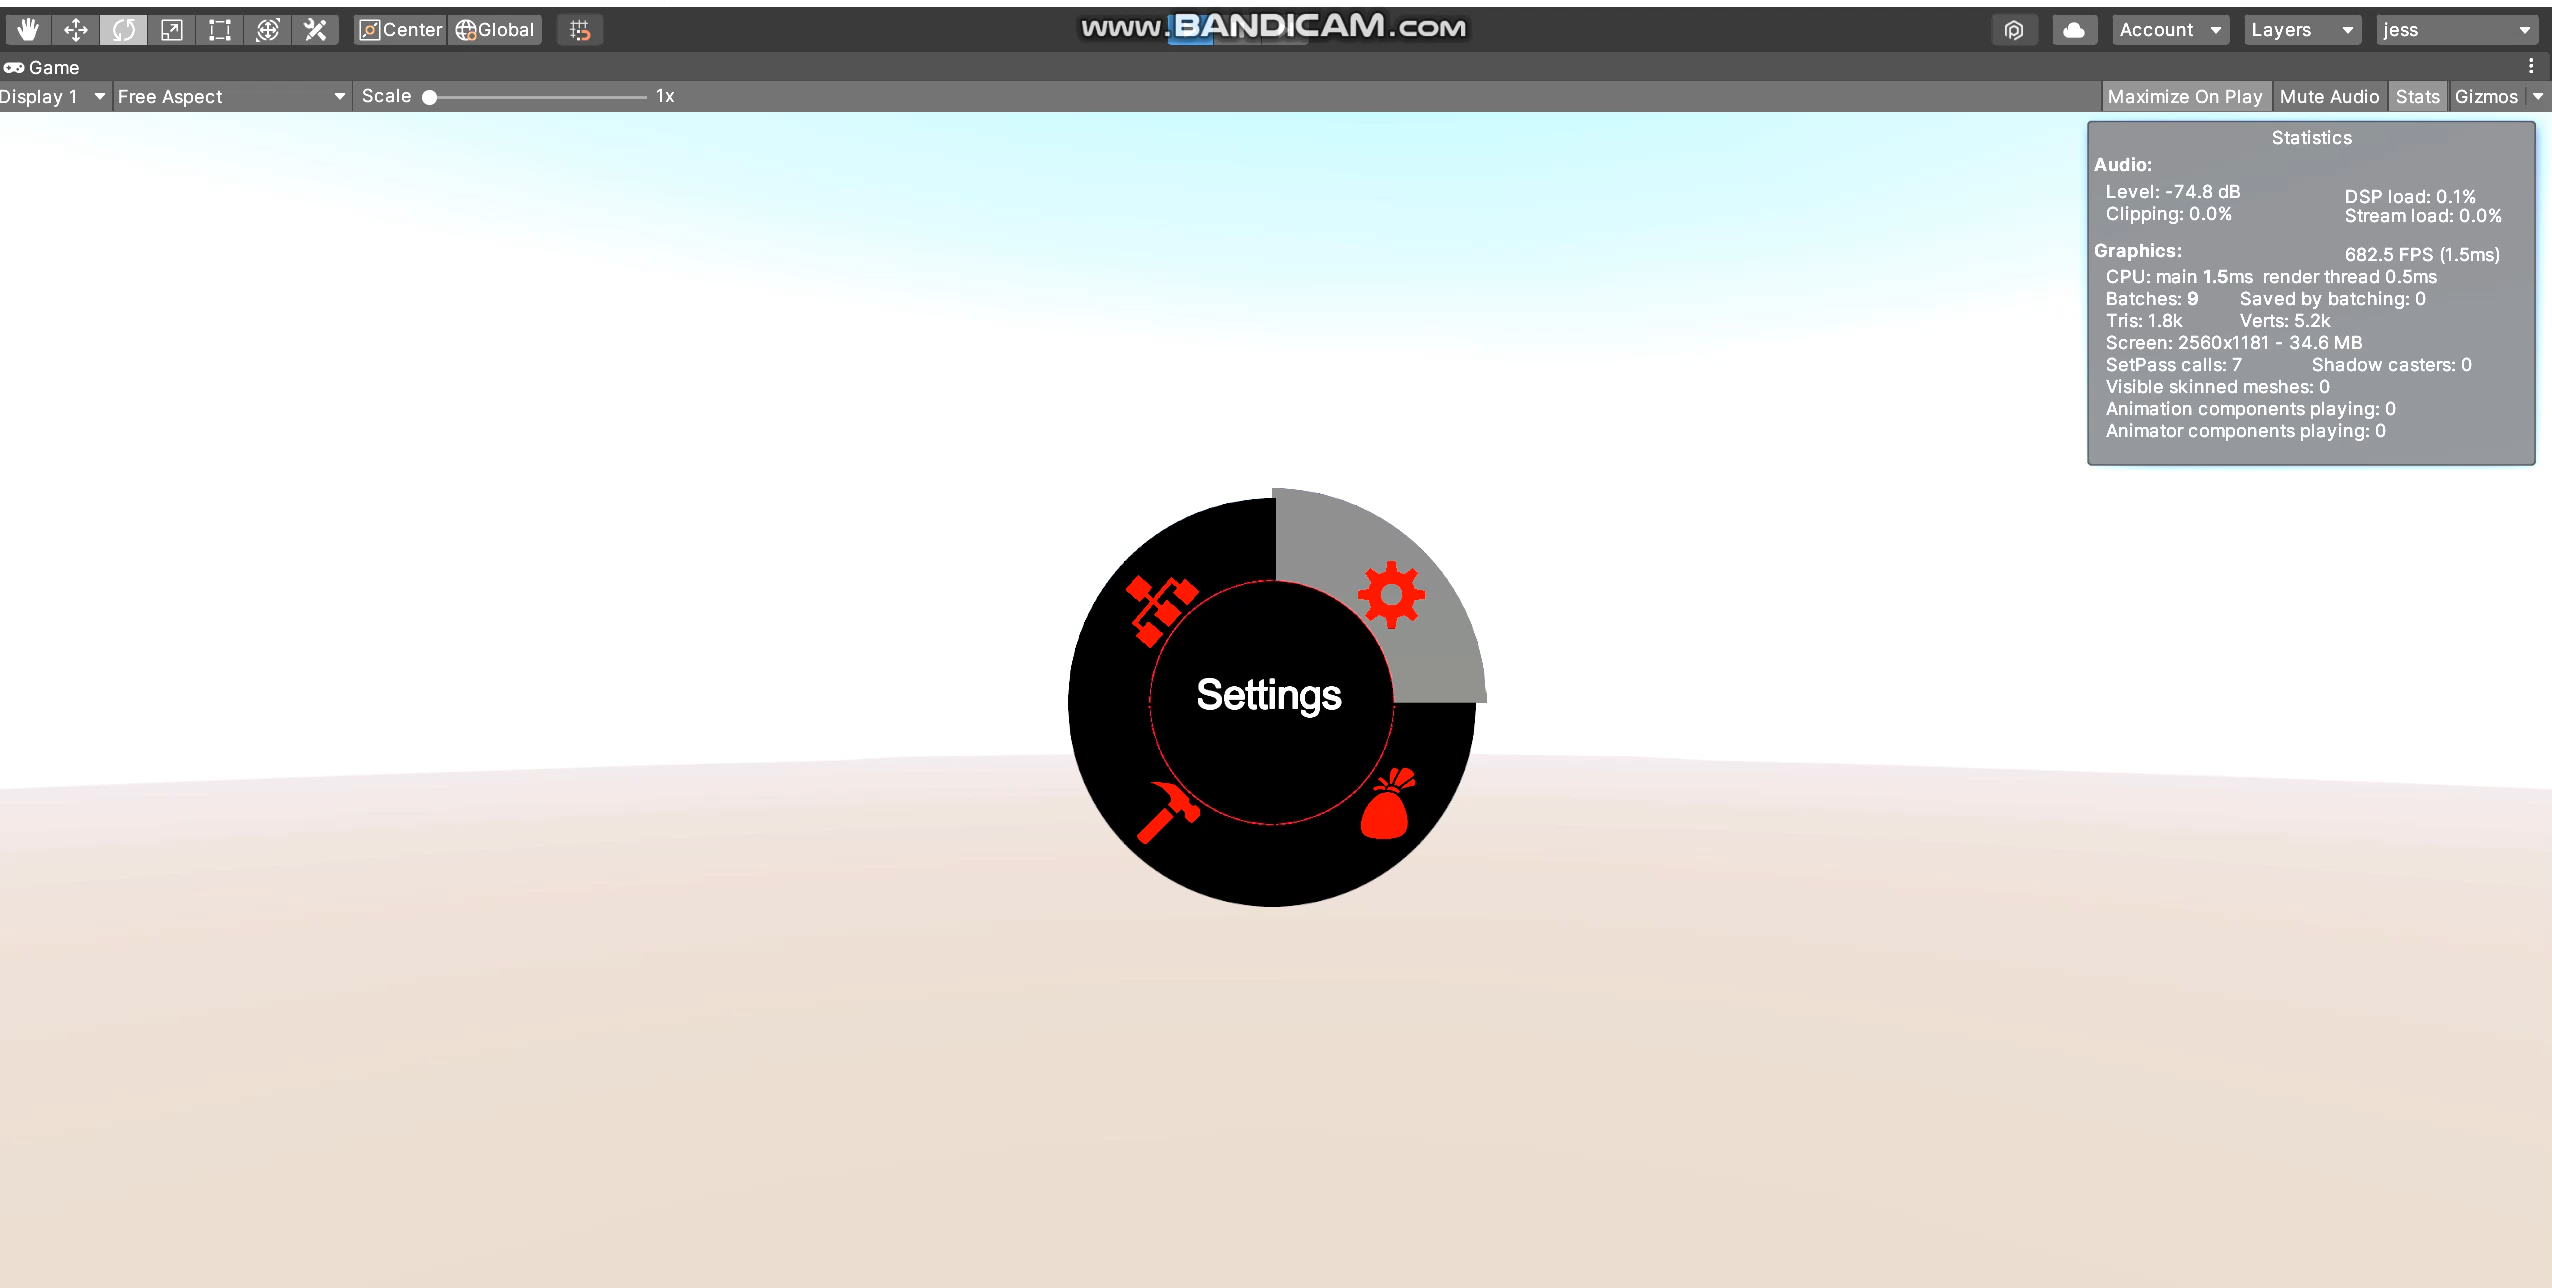 Center Global www.BANDICAM.com Account Layers jess
Game
Display 1 Free Aspect Scale 1x Maximize On Play Mute Audio Stats Gizmos
Statistics
Audio:
Level: -74.8 dB DSP load: 0.1%
Clipping: 0.0% Stream load: 0.0%
Graphics: 682.5 FPS (1.5ms)
CPU: main 1.5ms render thread 0.5ms
Batches: 9 Saved by batching: 0
Tris: 1.8k Verts: 5.2k
Screen: 2560x1181 - 34.6 MB
SetPass calls: 7 Shadow casters: 0
Visible skinned meshes: 0
Animation components playing: 0
Animator components playing: 0
Settings